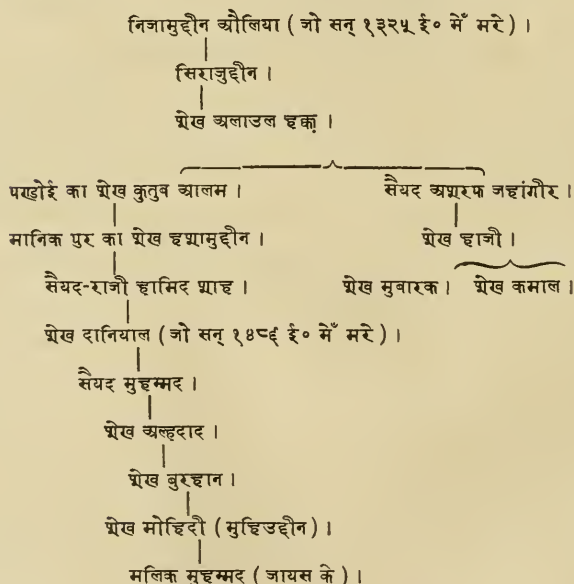 निजामुद्दीन औलिया ( जो सन् १३२५ ई० मेँ मरे ) ।
सिराजुद्दीन ।
शेख अलाउल हक़ ।
पण्डोई का शेख कुतुब आलम । सैयद अशरफ जहांगीर ।
मानिक पुर का शेख हशामुद्दीन । शेख हाजी ।
सैयद-राजी हामिद शाह शेख मुबारक । शेख कमाल ।
शेख दानियाल ( जो सन् १४८६ ई० मेँ मरे ) ।
सैयद मुहम्मद ।
शेख अल्हदाद ।
शेख बुरहान ।
शेख मोहिदी ( मुहिउद्दीन ) ।
मलिक मुहम्मद ( जायस के ) ।